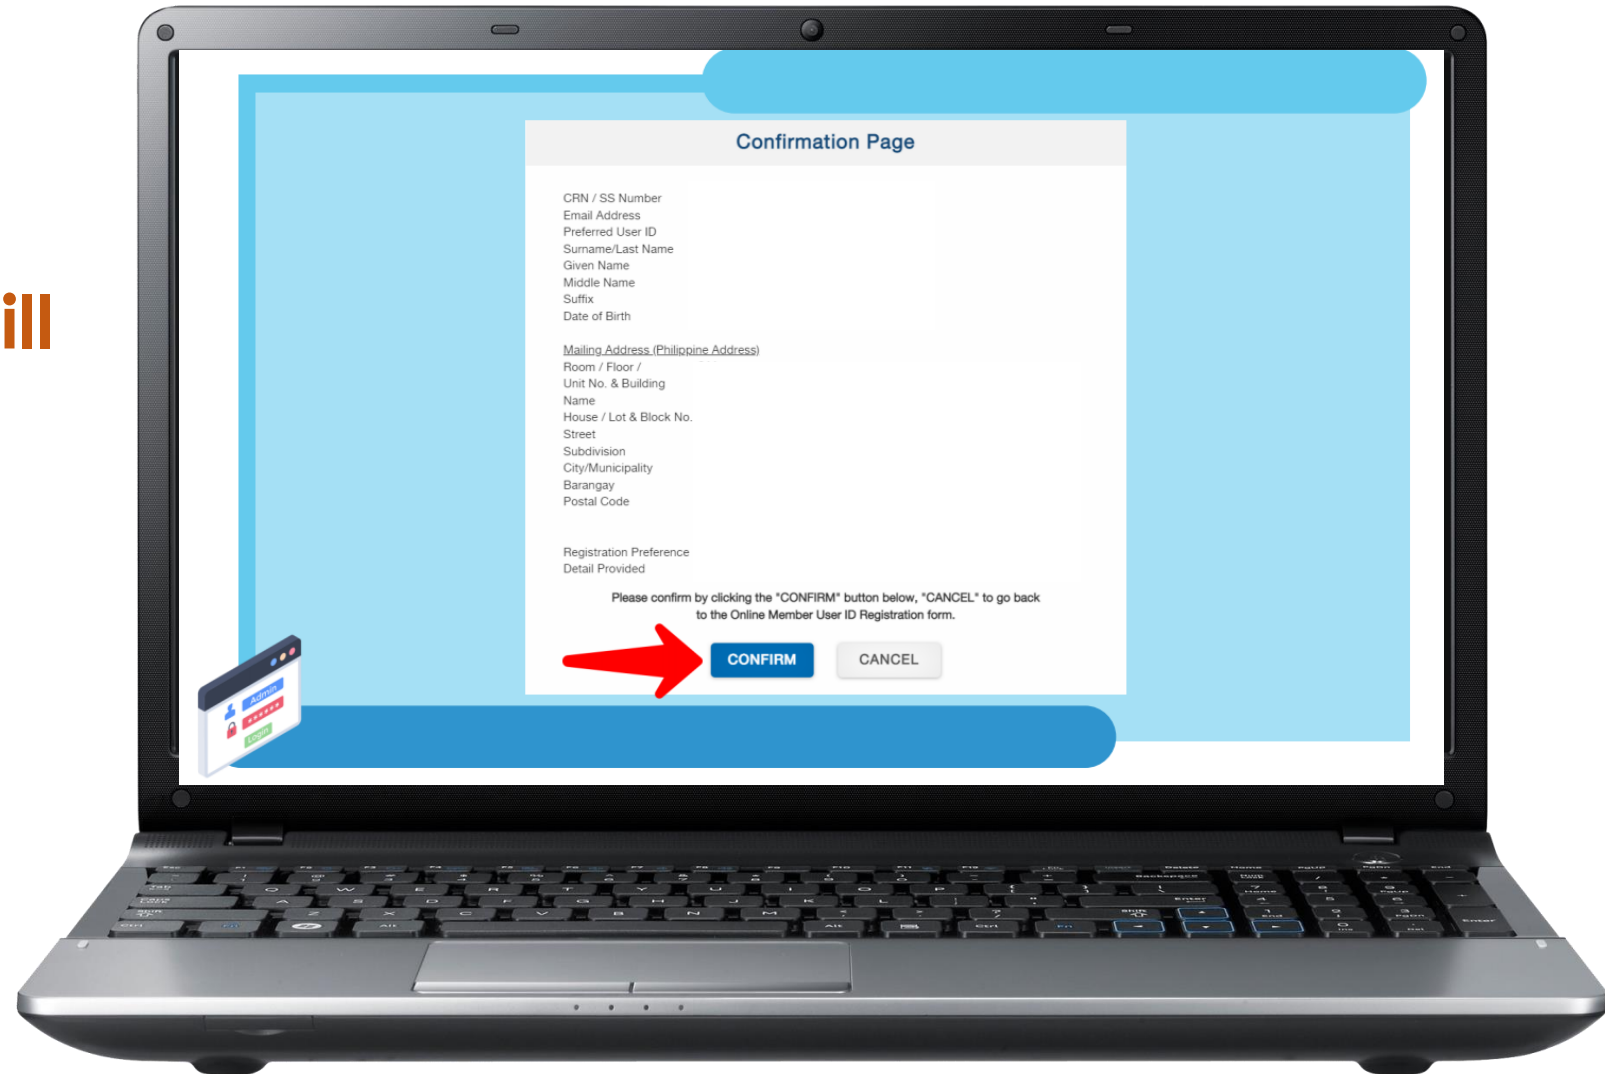 ill
Confirmation Page
CRN / SS Number
Email Address
Preferred User ID
Surname/Last Name
Given Name
Middle Name
Suffix
Date of Birth
Mailing Address (Philippine Address)
Room / Floor /
Unit No. & Building
Name
House / Lot & Block No.
Street
Subdivision
City/Municipality
Barangay
Postal Code
Registration Preference
Detail Provided
Please confirm by clicking the "CONFIRM" button below, "CANCEL" to go back
to the Online Member User ID Registration form.
CONFIRM CANCEL
Admin
******
Login